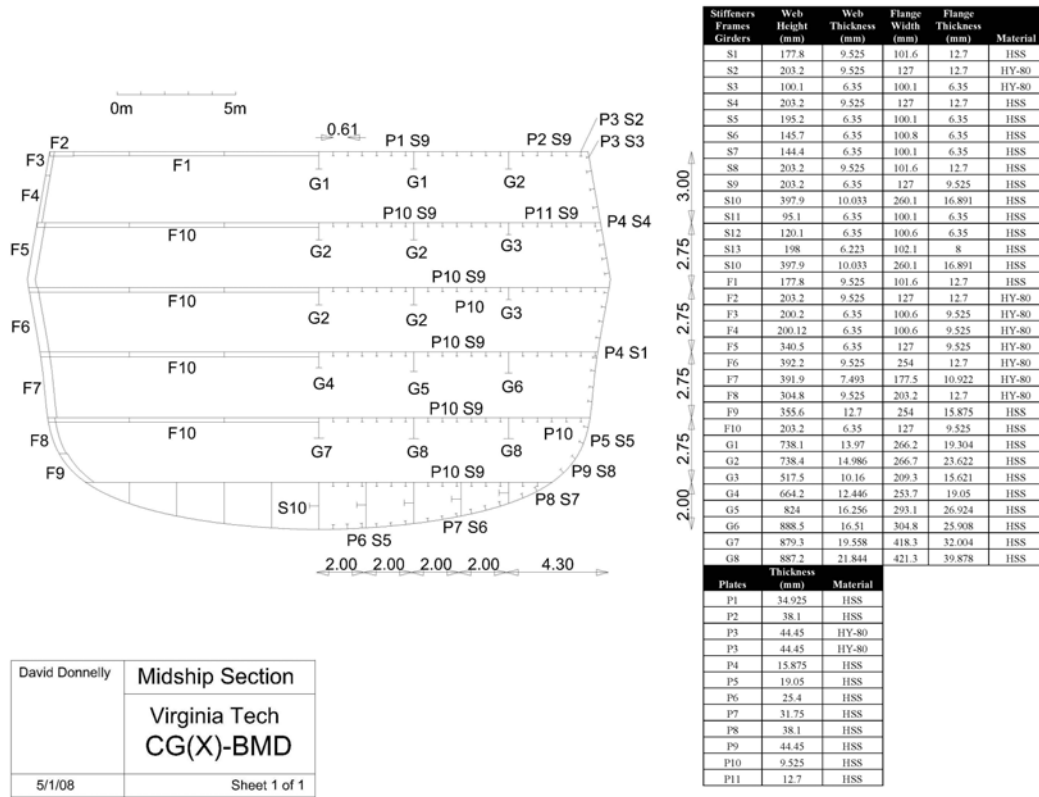 0m 5m
0.61
F2 P1 S9 P2 S9 P3 S2
F3 F1 P3 S3
F4 G1 G1 G2 3.00
P10 S9 P11 S9 P4 S4
F5 F10 G2 G2 G3 2.75
P10 S9
F10 P10
F6 G2 G2 G3 2.75
P10 S9 P4 S1
F7 F10 G4 G5 G6 2.75
P10 S9
F8 F10 P10 P5 S5
G7 G8 G8 2.75
F9 P10 S9 P9 S8
S10 P8 S7 2.00
P7 S6
P6 S5
2.00 2.00 2.00 2.00 4.30
David Donnelly
Midship Section
Virginia Tech
CG(X)-BMD
5/1/08
Sheet 1 of 1
Stiffeners Frames Girders Web Height (mm) Web Thickness (mm) Flange Width (mm) Flange Thickness (mm) Material
S1 177.8 9.525 101.6 12.7 HSS
S2 203.2 9.525 127 12.7 HY-80
S3 100.1 6.35 100.1 6.35 HY-80
S4 203.2 9.525 127 12.7 HSS
S5 195.2 6.35 100.1 6.35 HSS
S6 145.7 6.35 100.8 6.35 HSS
S7 144.4 6.35 100.1 6.35 HSS
S8 203.2 9.525 101.6 12.7 HSS
S9 203.2 6.35 127 9.525 HSS
S10 397.9 10.033 260.1 16.891 HSS
S11 95.1 6.35 100.1 6.35 HSS
S12 120.1 6.35 100.6 6.35 HSS
S13 198 6.223 102.1 8 HSS
S10 397.9 10.033 260.1 16.891 HSS
F1 177.8 9.525 101.6 12.7 HSS
F2 203.2 9.525 127 12.7 HY-80
F3 200.2 6.35 100.6 9.525 HY-80
F4 200.12 6.35 100.6 9.525 HY-80
F5 340.5 6.35 127 9.525 HY-80
F6 392.2 9.525 254 12.7 HY-80
F7 391.9 7.493 177.5 10.922 HY-80
F8 304.8 9.525 203.2 12.7 HY-80
F9 355.6 12.7 254 15.875 HSS
F10 203.2 6.35 127 9.525 HSS
G1 738.1 13.97 266.2 19.304 HSS
G2 738.4 14.986 266.7 23.622 HSS
G3 517.5 10.16 209.3 15.621 HSS
G4 664.2 12.446 253.7 19.05 HSS
G5 824 16.256 293.1 26.924 HSS
G6 888.5 16.51 304.8 25.908 HSS
G7 879.3 19.558 418.3 32.004 HSS
G8 887.2 21.844 421.3 39.878 HSS
Plates Thickness (mm) Material
P1 34.925 HSS
P2 38.1 HSS
P3 44.45 HY-80
P3 44.45 HY-80
P4 15.875 HSS
P5 19.05 HSS
P6 25.4 HSS
P7 31.75 HSS
P8 38.1 HSS
P9 44.45 HSS
P10 9.525 HSS
P11 12.7 HSS